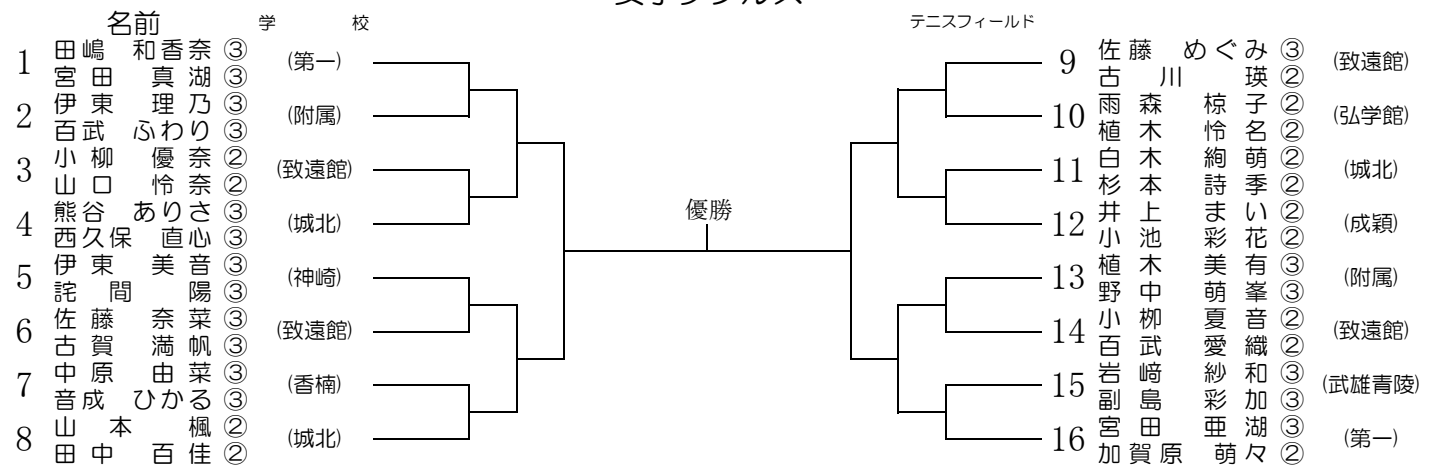 名前 学 校 テニスフィールド
1 田嶋 和香奈 ③ (第一)
宮田 真湖 ③
2 伊東 理乃 ③ (附属)
百武 ふわり ③
3 小柳 優奈 ② (致遠館)
山口 怜奈 ②
4 熊谷 ありさ ③ (城北)
西久保 直心 ③
5 伊東 美音 ③ (神崎)
詫間 陽 ③
6 佐藤 奈菜 ③ (致遠館)
古賀 満帆 ③
7 中原 由菜 ③ (香楠)
音成 ひかる ③
8 山本 楓 ② (城北)
田中 百佳 ②
優勝
9 佐藤 めぐみ ③ (致遠館)
古川 瑛 ②
10 雨森 椋子 ② (弘学館)
植木 怜名 ②
11 白木 絢萌 ② (城北)
杉本 詩季 ②
12 井上 まい ② (成穎)
小池 彩花 ②
13 植木 美有 ③ (附属)
野中 萌峯 ③
14 小栁 夏音 ② (致遠館)
百武 愛織 ②
15 岩﨑 紗和 ③ (武雄青陵)
副島 彩加 ③
16 宮田 亜湖 ③ (第一)
加賀原 萌々 ②